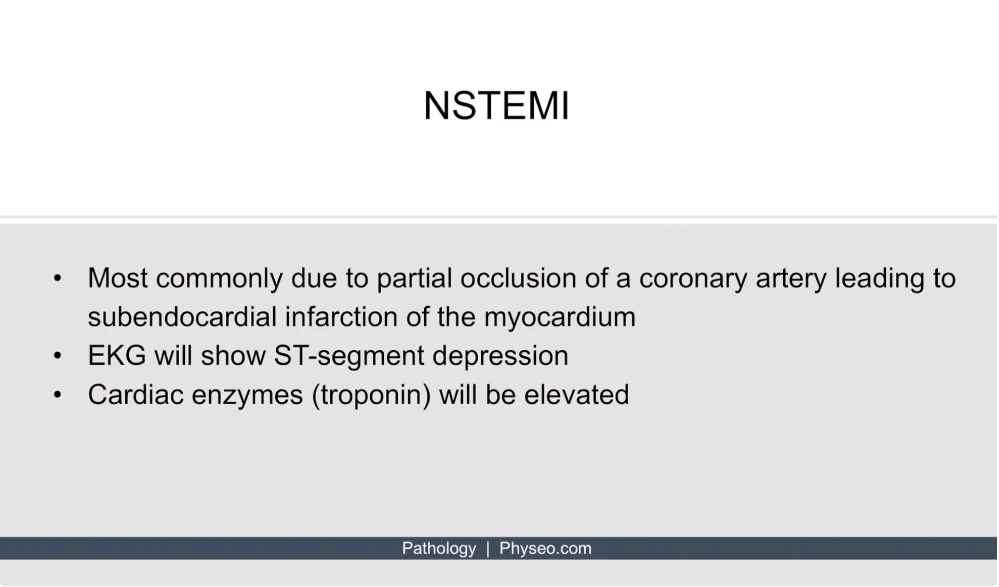 NSTEMI
• Most commonly due to partial occlusion of a coronary artery leading to
subendocardial infarction of the myocardium
• EKG will show ST-segment depression
• Cardiac enzymes (troponin) will be elevated
Pathology | Physeo.com